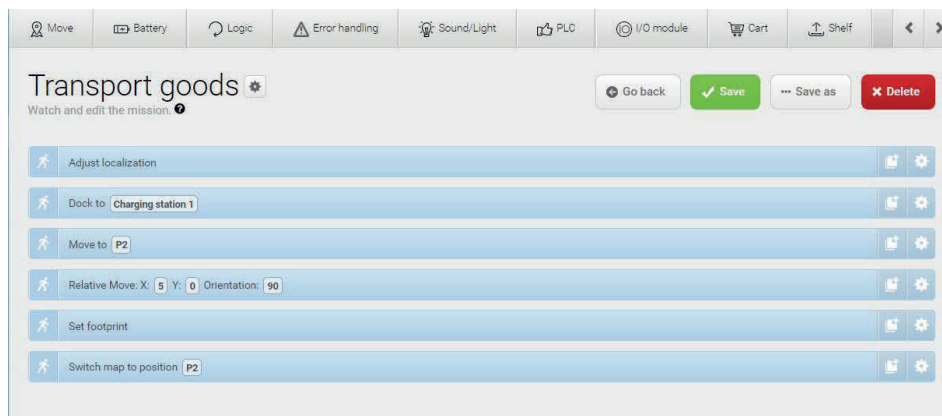 Move Battery Logic Error handling Sound/Light PLC I/O module Cart Shelf
Transport goods
Go back Save Save as Delete
Watch and edit the mission.
Adjust localization
Dock to Charging station 1
Move to P2
Relative Move: X: 5 Y: 0 Orientation: 90
Set footprint
Switch map to position P2